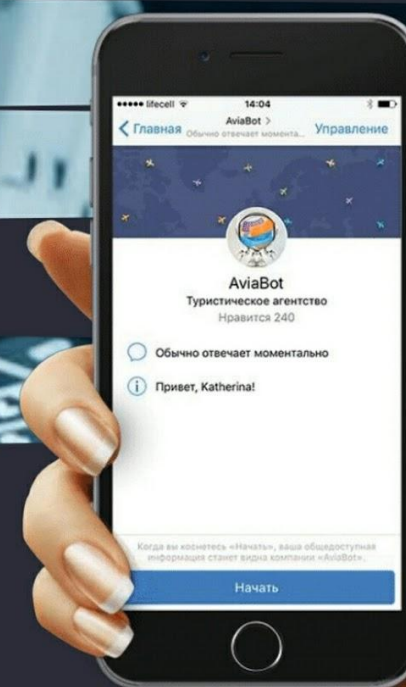 lifecell 14:04
Главная AviaBot > Управление
Обычно отвечает момента...
AviaBot
Туристическое агентство
Нравится 240
Обычно отвечает моментально
Привет, Katherina!
Когда вы коснетесь «Начать», ваша общедоступная
информация станет видна компании «AviaBot».
Начать